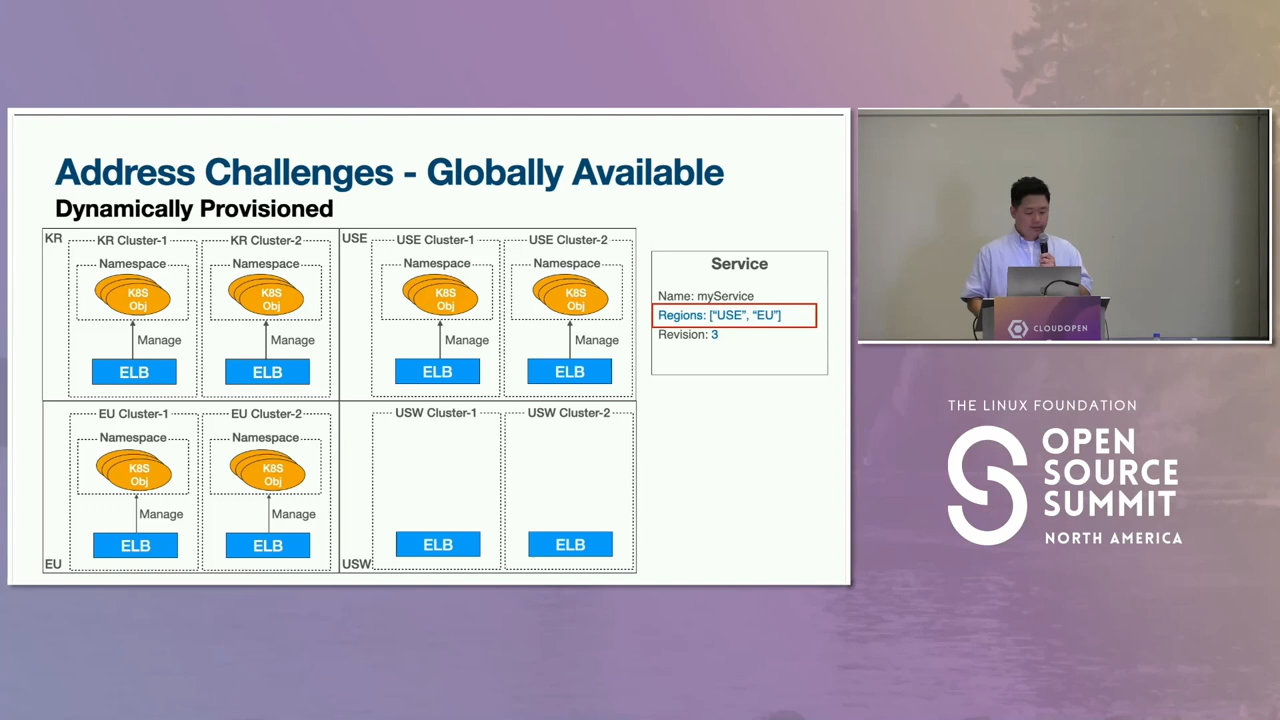 Address Challenges - Globally Available
Dynamically Provisioned
KR
KR Cluster-1
Namespace
K8S
Obj
Manage
ELB
KR Cluster-2
Namespace
K8S
Obj
Manage
ELB
USE
USE Cluster-1
Namespace
K8S
Obj
Manage
ELB
USE Cluster-2
Namespace
K8S
Obj
Manage
ELB
EU Cluster-1
Namespace
K8S
Obj
Manage
ELB
EU Cluster-2
Namespace
K8S
Obj
Manage
ELB
EU
USW Cluster-1
ELB
USW Cluster-2
ELB
USW
Service
Name: myService
Regions: [“USE”, “EU”]
Revision: 3
CLOUDOPEN
THE LINUX FOUNDATION
OPEN
SOURCE
SUMMIT
NORTH AMERICA